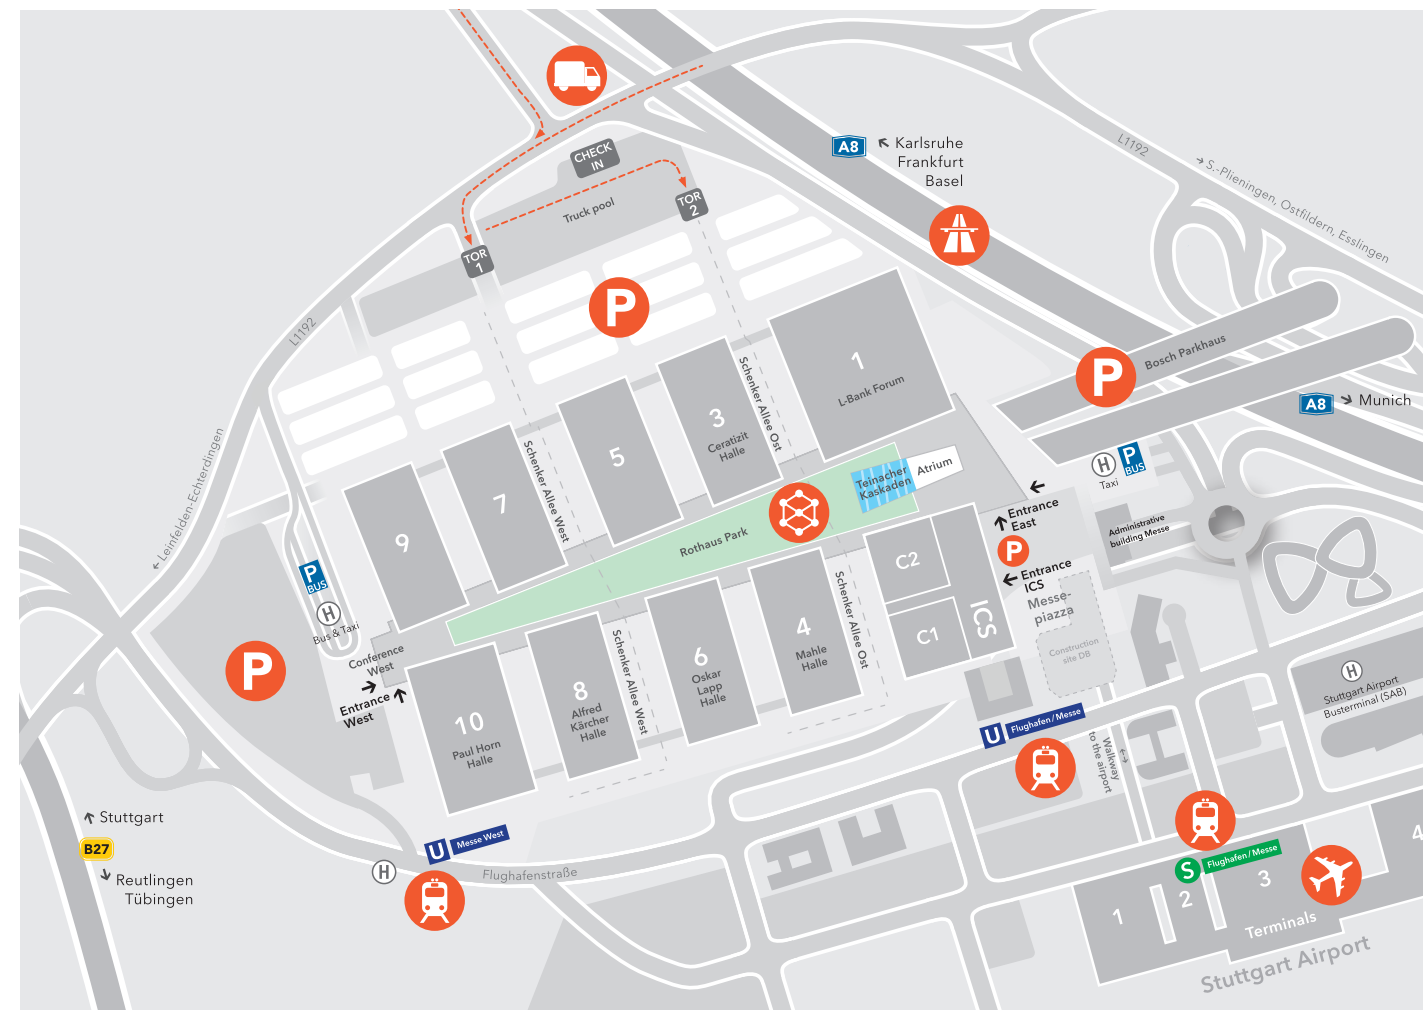 CHECK
IN
Truck pool
TOR
1
TOR
2
P
A8
Karlsruhe
Frankfurt
Basel
L1192
S.-Plieningen, Ostfildern, Esslingen
L1192
Leinfelden-Echterdingen
Bosch Parkhaus
P
A8
Munich
1
L-Bank Forum
3
Ceratizit
Halle
5
7
9
Schenker Allee Ost
Schenker Allee West
Teinacher
Kaskaden
Atrium
Rothaus Park
H
Taxi
P
BUS
Entrance
East
P
Entrance
ICS
Administrative
building Messe
Messe-
piazza
Construction
site DB
C2
C1
ICS
4
Mahle
Halle
6
Oskar
Lapp
Halle
8
Alfred
Kärcher
Halle
10
Paul Horn
Halle
Schenker Allee Ost
Schenker Allee West
P
BUS
H
Bus & Taxi
Conference
West
Entrance
West
P
H
Stuttgart Airport
Busterminal (SAB)
U
Flughafen/Messe
Walkway
to the airport
H
Stuttgart
B27
Reutlingen
Tübingen
U
Messe West
H
Flughafenstraße
S
Flughafen/Messe
1
2
3
4
Terminals
Stuttgart Airport